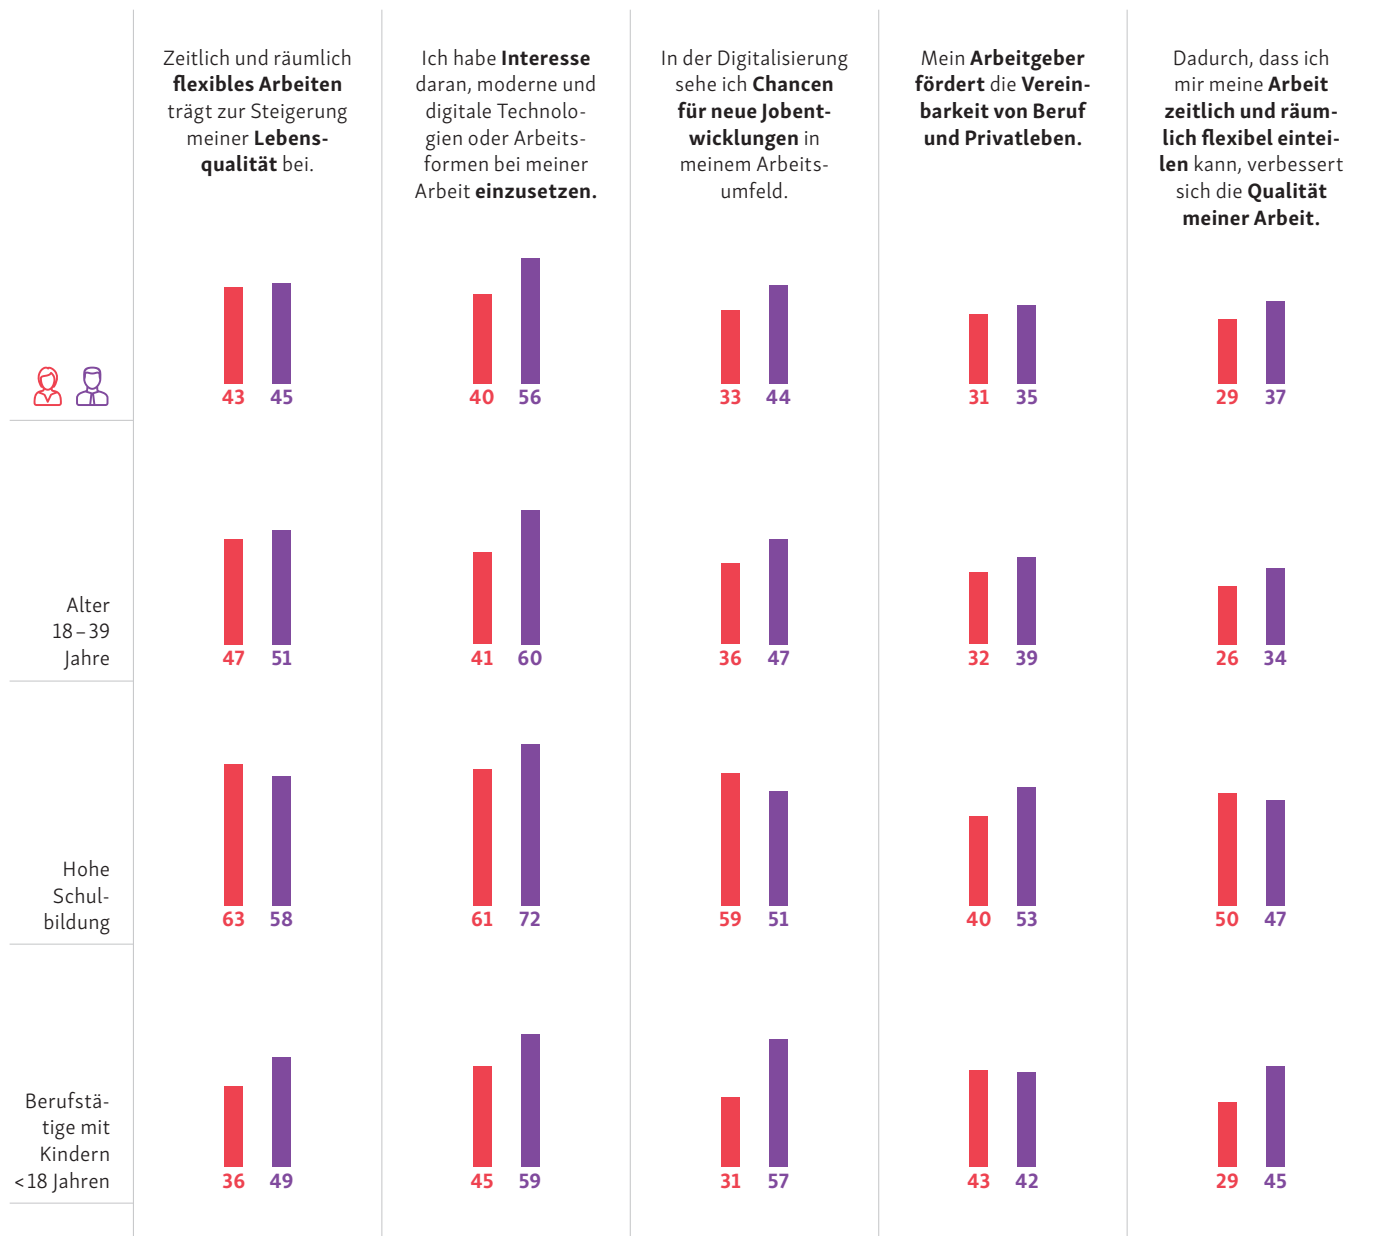 Zeitlich und räumlich
flexibles Arbeiten
trägt zur Steigerung
meiner Lebens-
qualität bei.
Ich habe Interesse
daran, moderne und
digitale Technolo-
gien oder Arbeits-
formen bei meiner
Arbeit einzusetzen.
In der Digitalisierung
sehe ich Chancen
für neue Jobent-
wicklungen in
meinem Arbeits-
umfeld.
Mein Arbeitgeber
fördert die Verein-
barkeit von Beruf
und Privatleben.
Dadurch, dass ich
mir meine Arbeit
zeitlich und räum-
lich flexibel eintei-
len kann, verbessert
sich die Qualität
meiner Arbeit.
43 45 40 56 33 44 31 35 29 37
Alter
18 – 39
Jahre
47 51 41 60 36 47 32 39 26 34
Hohe
Schul-
bildung
63 58 61 72 59 51 40 53 50 47
Berufstä-
tige mit
Kindern
<18 Jahren
36 49 45 59 31 57 43 42 29 45